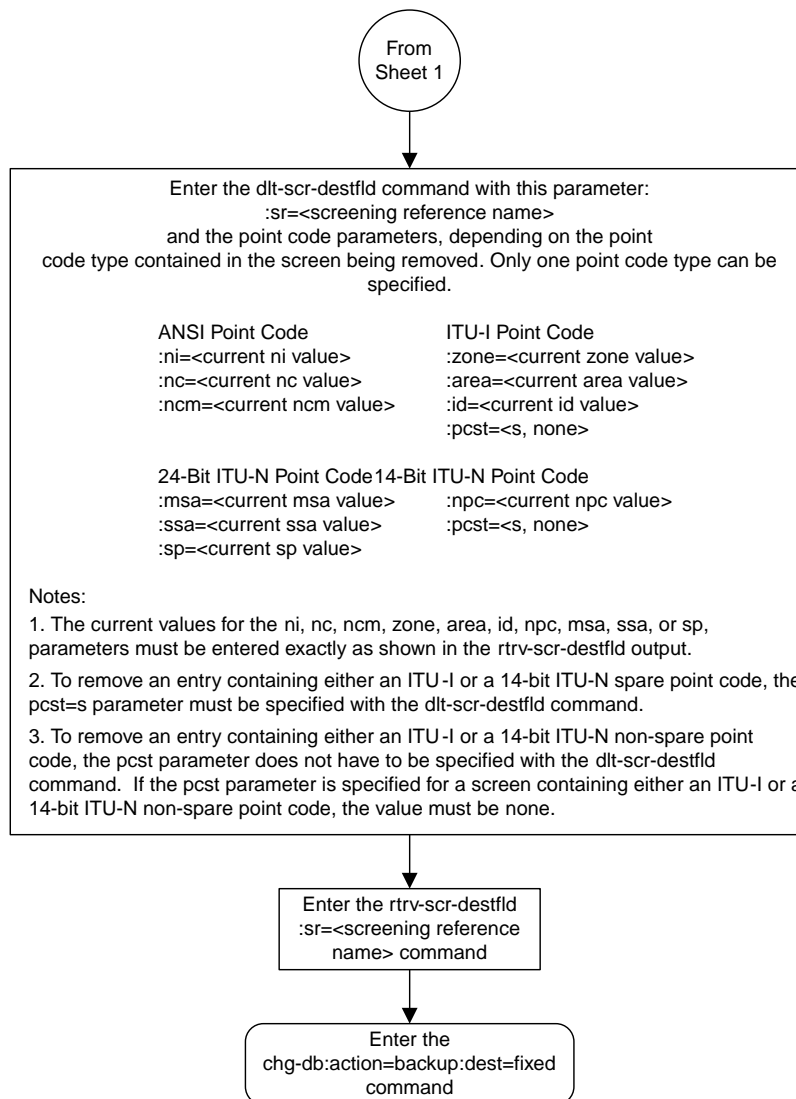 From
Sheet 1
Enter the dlt-scr-destfld command with this parameter:
:sr=<screening reference name>
and the point code parameters, depending on the point
code type contained in the screen being removed. Only one point code type can be
specified.
ANSI Point Code
:ni=<current ni value>
:nc=<current nc value>
:ncm=<current ncm value>
ITU-I Point Code
:zone=<current zone value>
:area=<current area value>
:id=<current id value>
:pcst=<s, none>
24-Bit ITU-N Point Code
:msa=<current msa value>
:ssa=<current ssa value>
:sp=<current sp value>
14-Bit ITU-N Point Code
:npc=<current npc value>
:pcst=<s, none>
Notes:
1. The current values for the ni, nc, ncm, zone, area, id, npc, msa, ssa, or sp,
parameters must be entered exactly as shown in the rtrv-scr-destfld output.
2. To remove an entry containing either an ITU-I or a 14-bit ITU-N spare point code, the
pcst=s parameter must be specified with the dlt-scr-destfld command.
3. To remove an entry containing either an ITU-I or a 14-bit ITU-N non-spare point
code, the pcst parameter does not have to be specified with the dlt-scr-destfld
command. If the pcst parameter is specified for a screen containing either an ITU-I or a
14-bit ITU-N non-spare point code, the value must be none.
Enter the rtrv-scr-destfld
:sr=<screening reference
name> command
Enter the
chg-db:action=backup:dest=fixed
command